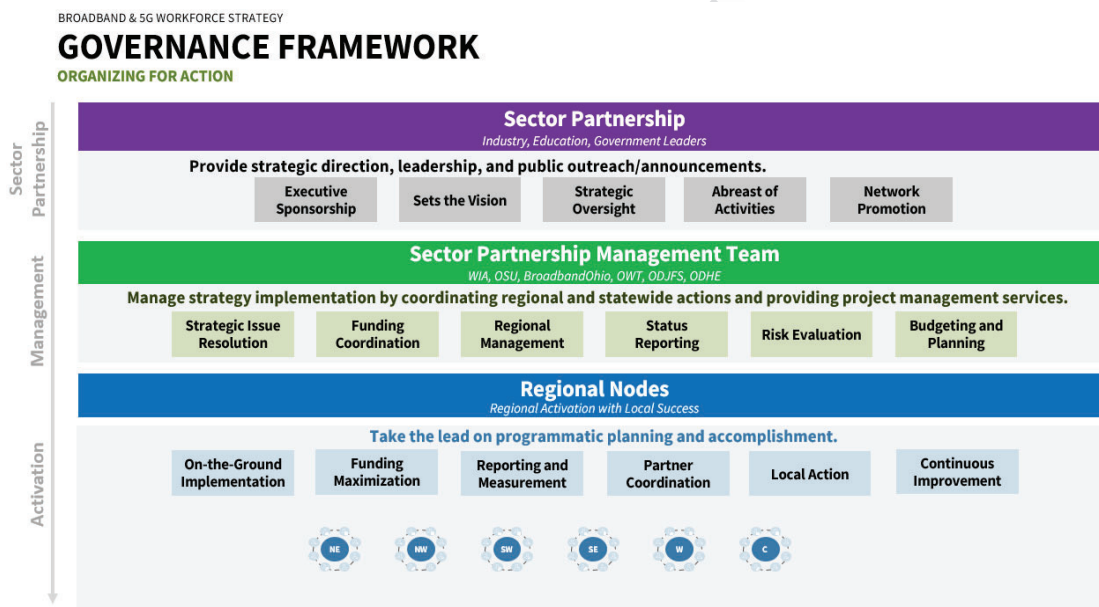 BROADBAND & 5G WORKFORCE STRATEGY
GOVERNANCE FRAMEWORK
ORGANIZING FOR ACTION
Sector
Partnership
Sector Partnership
Industry, Education, Government Leaders
Provide strategic direction, leadership, and public outreach/announcements.
Executive
Sponsorship
Sets the Vision
Strategic
Oversight
Abreast of
Activities
Network
Promotion
Management
Sector Partnership Management Team
WIA, OSU, BroadbandOhio, OWT, ODJFS, ODHE
Manage strategy implementation by coordinating regional and statewide actions and providing project management services.
Strategic Issue
Resolution
Funding
Coordination
Regional
Management
Status
Reporting
Risk Evaluation
Budgeting and
Planning
Activation
Regional Nodes
Regional Activation with Local Success
Take the lead on programmatic planning and accomplishment.
On-the-Ground
Implementation
Funding
Maximization
Reporting and
Measurement
Partner
Coordination
Local Action
Continuous
Improvement
NE
NW
SW
SE
W
C